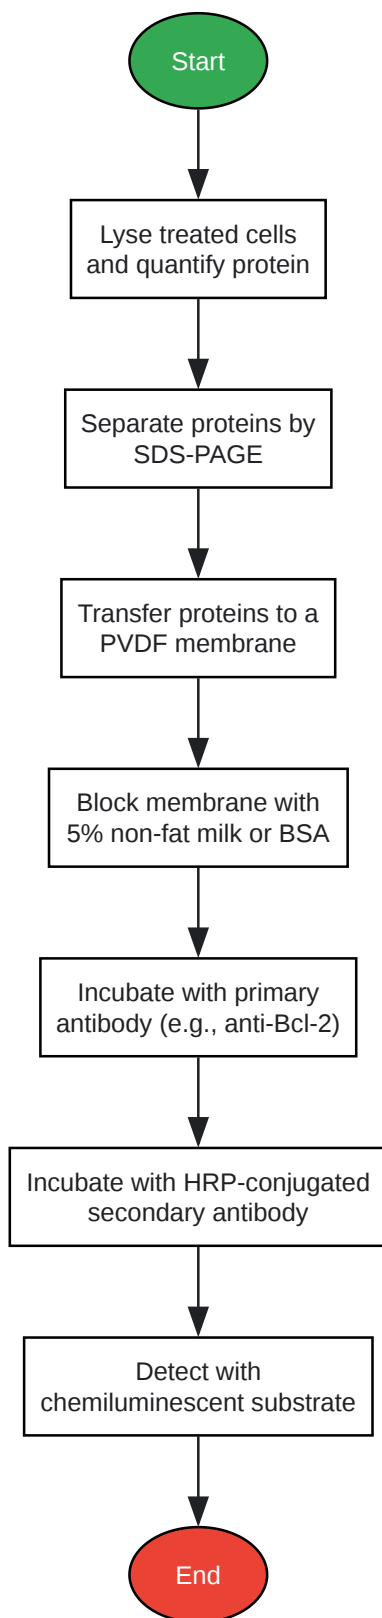 Start
Lyse treated cells
and quantify protein
Separate proteins by
SDS-PAGE
Transfer proteins to a
PVDF membrane
Block membrane with
5% non-fat milk or BSA
Incubate with primary
antibody (e.g., anti-Bcl-2)
Incubate with HRP-conjugated
secondary antibody
Detect with
chemiluminescent substrate
End